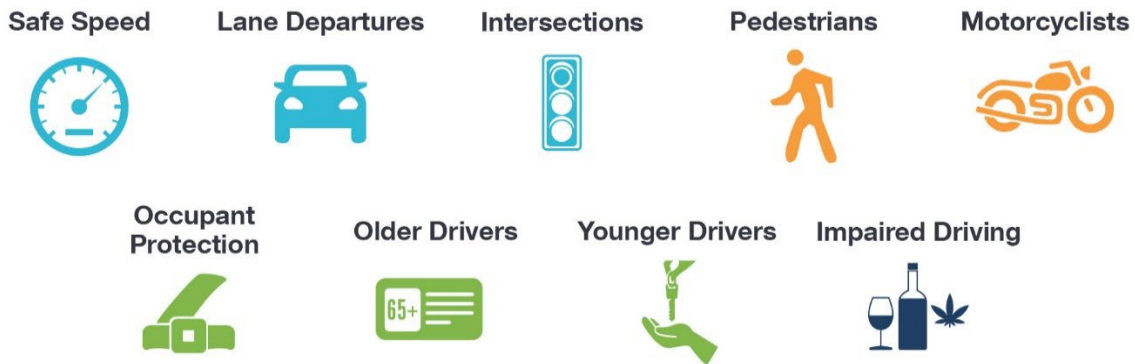 Safe Speed
Lane Departures
Intersections
Pedestrians
Motorcyclists
Occupant
Protection
Older Drivers
Younger Drivers
Impaired Driving
65+